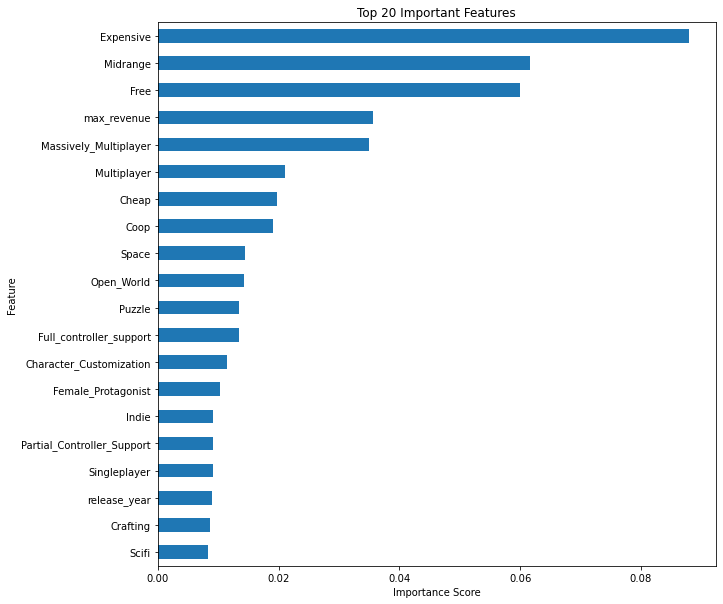 Top 20 Important Features
Expensive
Midrange
Free
max_revenue
Massively_Multiplayer
Multiplayer
Cheap
Coop
Space
Open_World
Puzzle
Full_controller_support
Character_Customization
Female_Protagonist
Indie
Partial_Controller_Support
Singleplayer
release_year
Crafting
Scifi
Feature
0.00 0.02 0.04 0.06 0.08
Importance Score